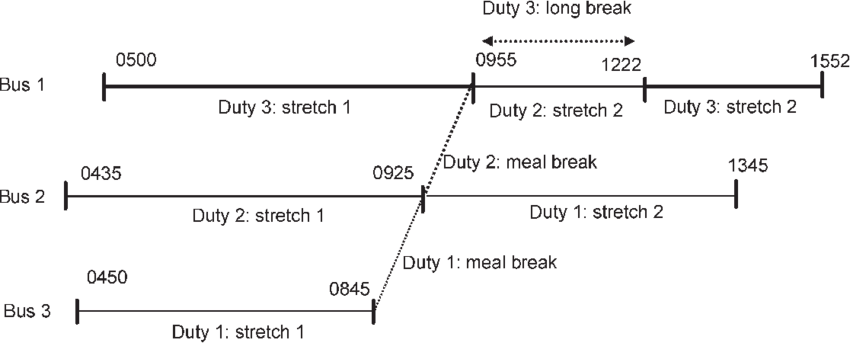 Duty 3: long break
0500
0955
1222
1552
Bus 1
Duty 3: stretch 1
Duty 2: stretch 2
Duty 3: stretch 2
Duty 2: meal break
0435
0925
1345
Bus 2
Duty 2: stretch 1
Duty 1: stretch 2
Duty 1: meal break
0450
0845
Bus 3
Duty 1: stretch 1